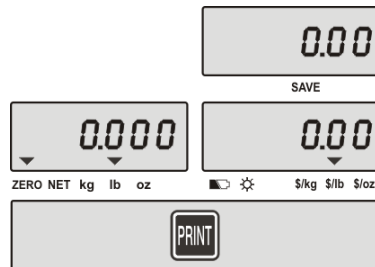 0.00
SAVE
0.000 0.00
ZERO NET kg lb oz $/kg $/lb $/oz
PRINT